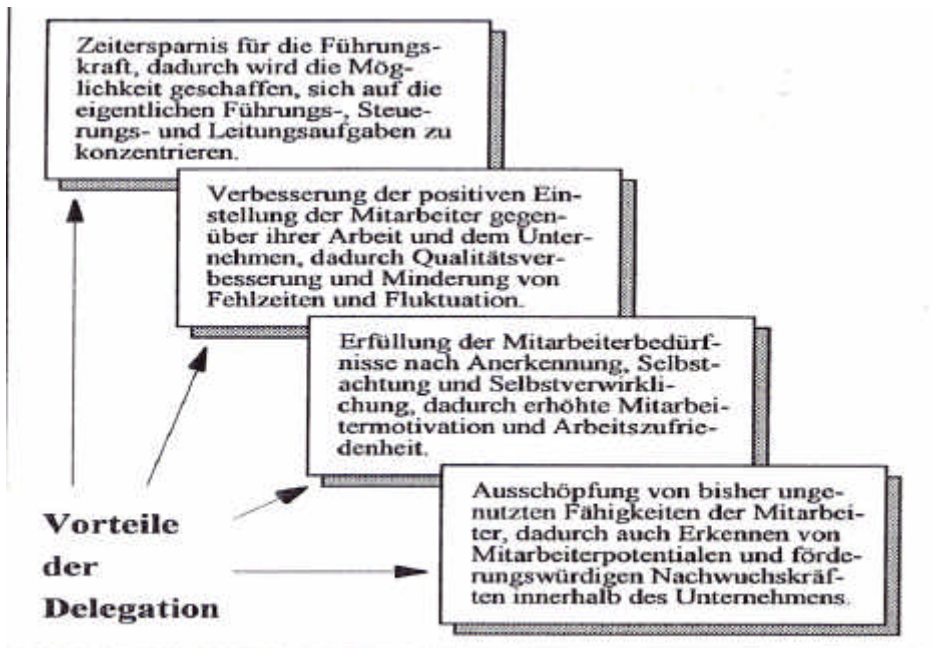 Zeitersparnis für die Führungs-
kraft, dadurch wird die Mög-
lichkeit geschaffen, sich auf die
eigentlichen Führungs-, Steue-
rungs- und Leitungsaufgaben zu
konzentrieren.
Verbesserung der positiven Ein-
stellung der Mitarbeiter gegen-
über ihrer Arbeit und dem Unter-
nehmen, dadurch Qualitätsver-
besserung und Minderung von
Fehlzeiten und Fluktuation.
Erfüllung der Mitarbeiterbedürf-
nisse nach Anerkennung, Selbst-
achtung und Selbstverwirkli-
chung, dadurch erhöhte Mitarbei-
termotivation und Arbeitszufrie-
denheit.
Ausschöpfung von bisher unge-
nutzten Fähigkeiten der Mitarbei-
ter, dadurch auch Erkennen von
Mitarbeiterpotentialen und förde-
rungswürdigen Nachwuchskräf-
ten innerhalb des Unternehmens.
Vorteile
der
Delegation